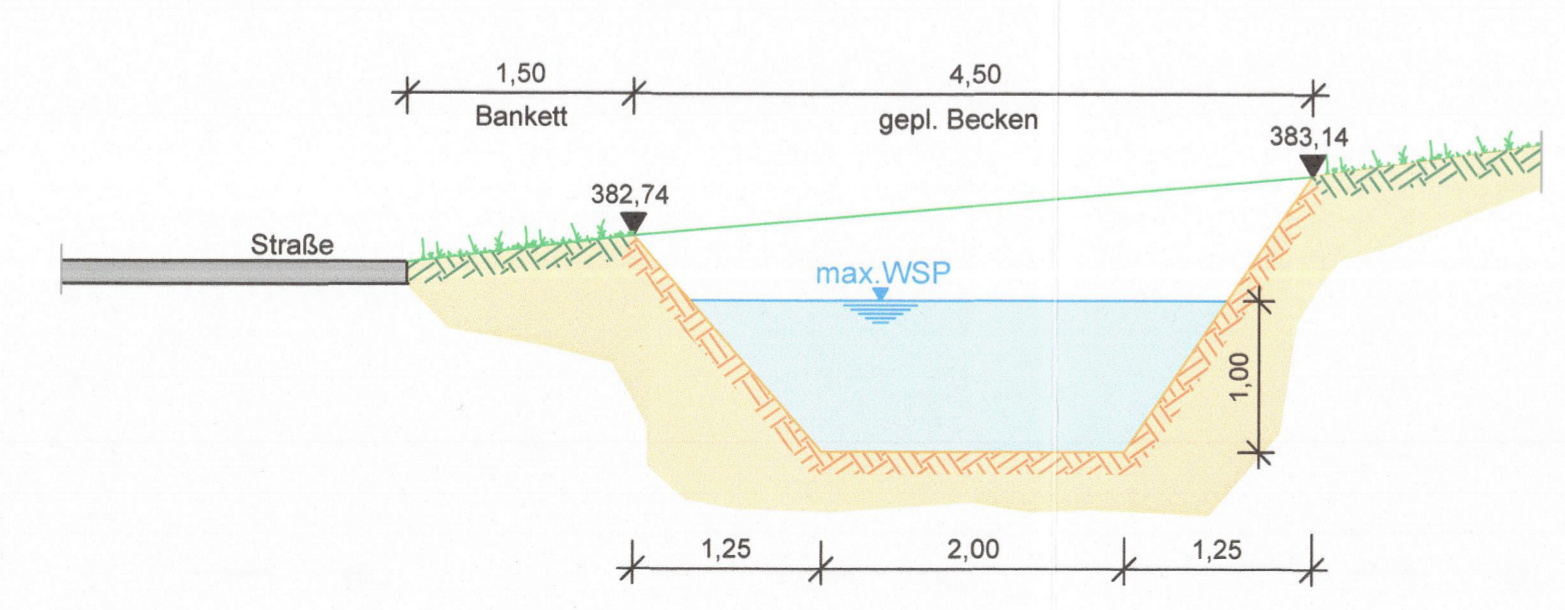 1,50
4,50
Bankett
gepl. Becken
383,14
382,74
Straße
max.WSP
1,00
1,25
2,00
1,25